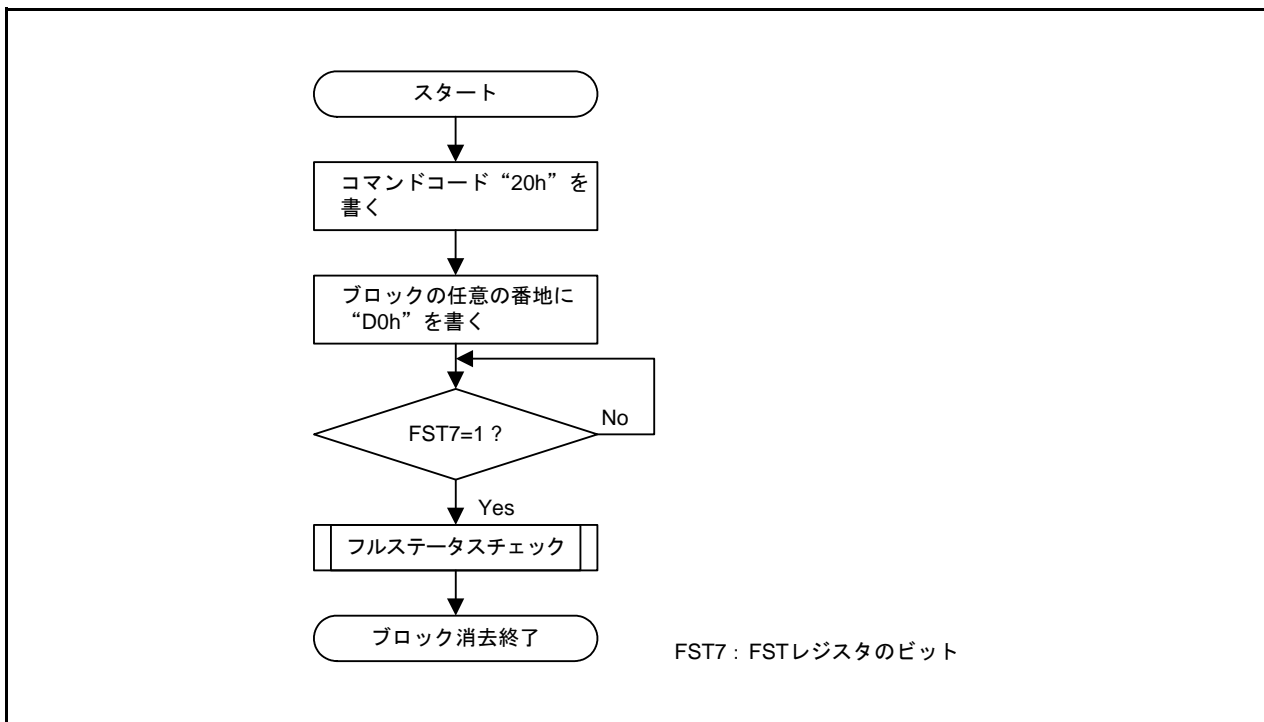 スタート
コマンドコード“20h”を
書く
ブロックの任意の番地に
“D0h”を書く
FST7=1 ?
No
Yes
フルステータスチェック
ブロック消去終了
FST7 : FSTレジスタのビット